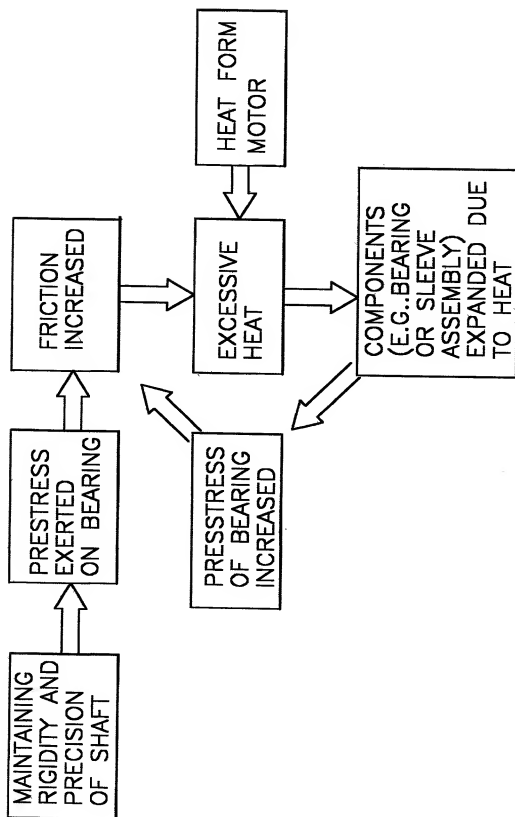 MAINTAINING
RIGIDITY AND
PRECISION
OF SHAFT
PRESTRESS
EXERTED
ON BEARING
FRICTION
INCREASED
EXCESSIVE
HEAT
HEAT FORM
MOTOR
COMPONENTS
(E.G..BEARING
OR SLEEVE
ASSEMBLY)
EXPANDED DUE
TO HEAT
PRESSTRESS
OF BEARING
INCREASED